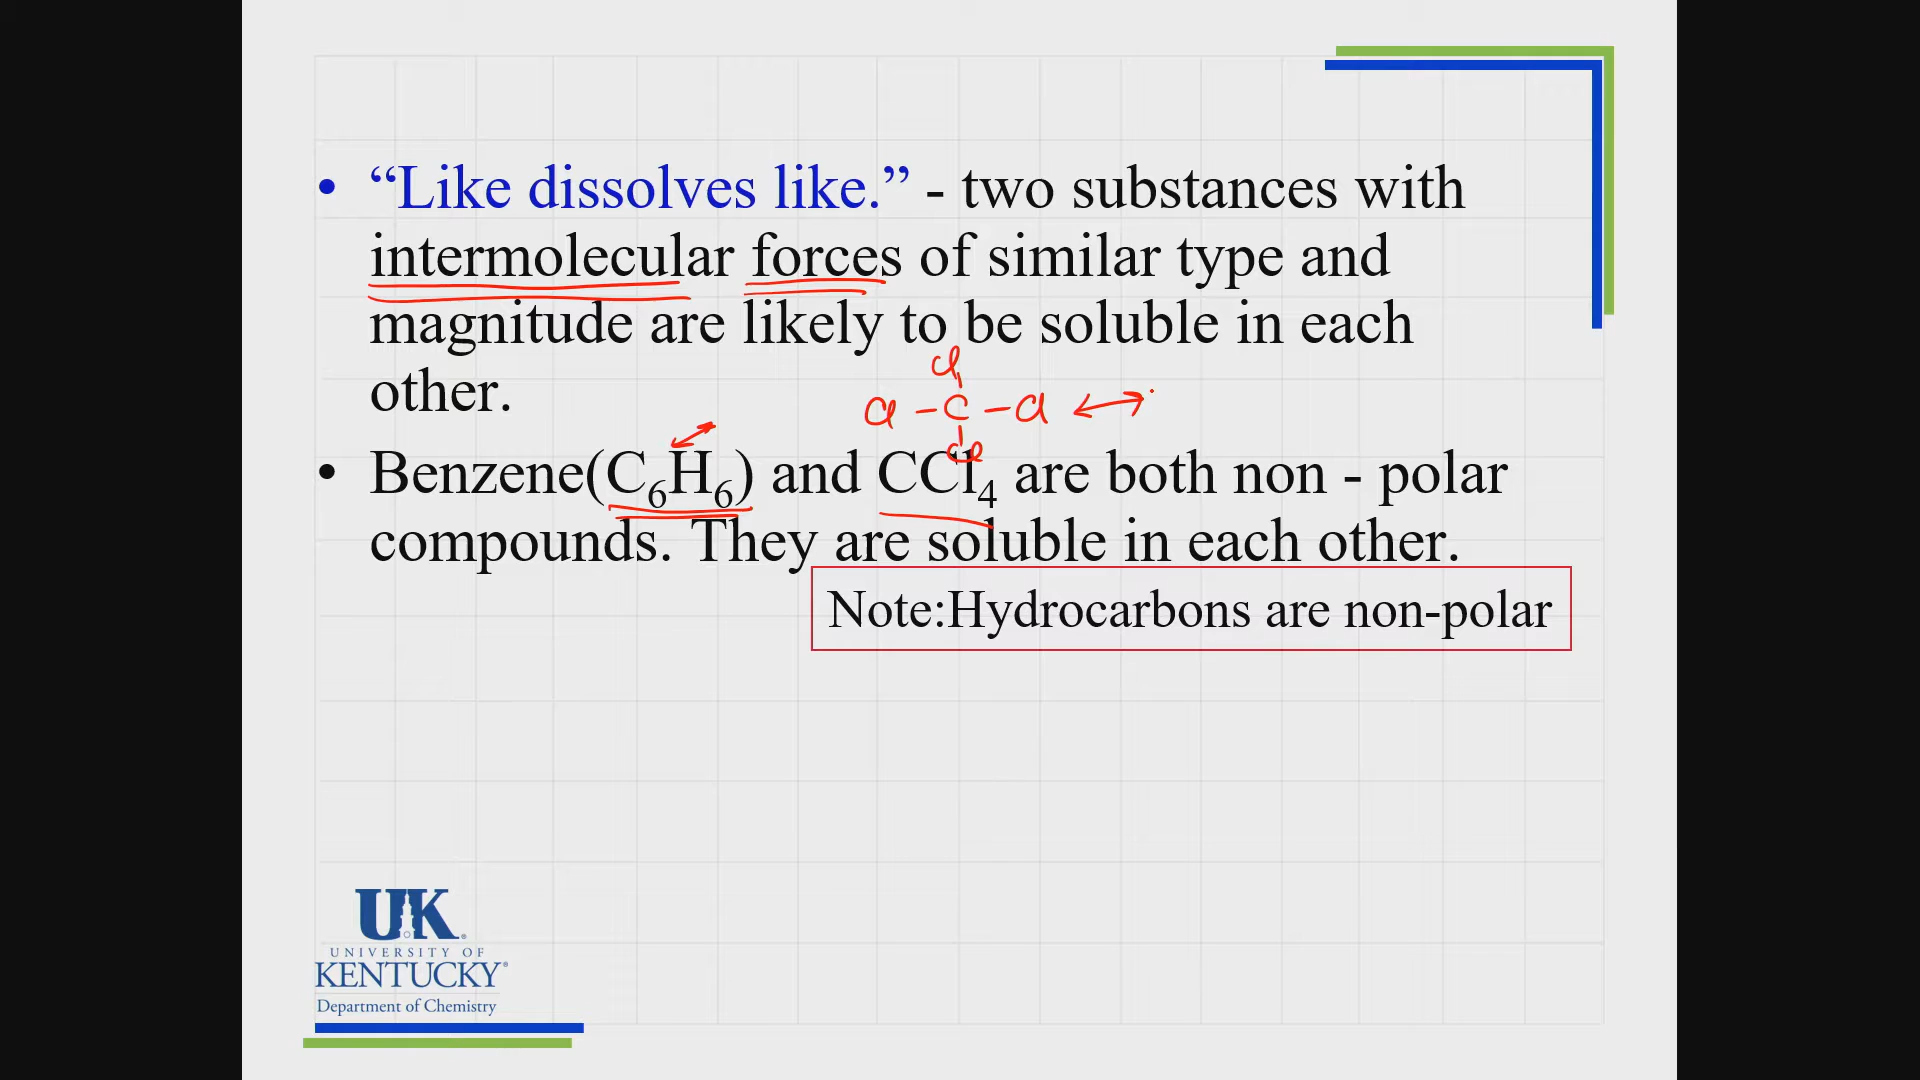 • “Like dissolves like.” - two substances with
intermolecular forces of similar type and
magnitude are likely to be soluble in each
other.
Cl
Cl - C - Cl
Cl
• Benzene(C₆H₆) and CCl₄ are both non - polar
compounds. They are soluble in each other.
Note:Hydrocarbons are non-polar
UK®
UNIVERSITY OF
KENTUCKY®
Department of Chemistry